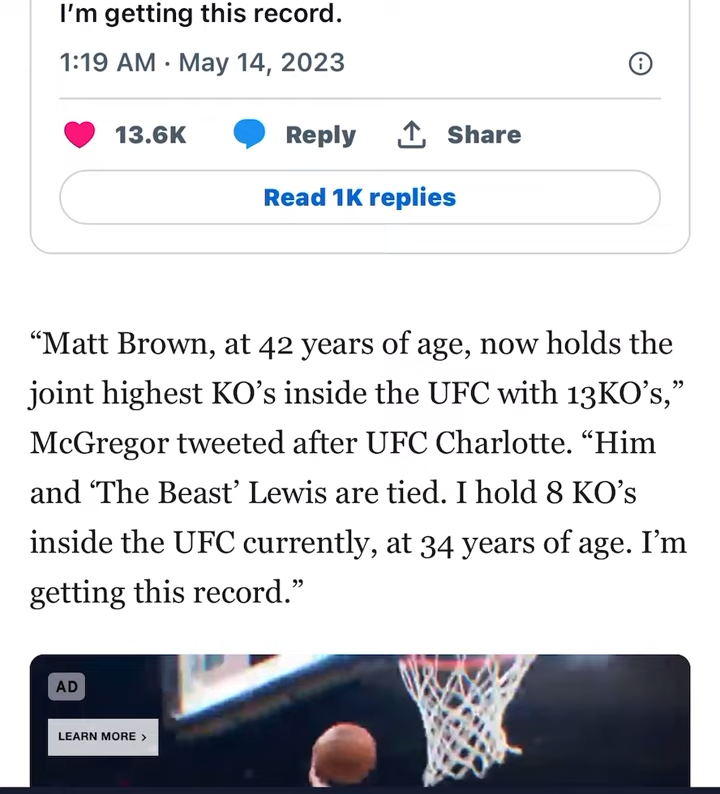 I'm getting this record.
1:19 AM · May 14, 2023
13.6K Reply Share
Read 1K replies
“Matt Brown, at 42 years of age, now holds the
joint highest KO’s inside the UFC with 13KO’s,”
McGregor tweeted after UFC Charlotte. “Him
and ‘The Beast’ Lewis are tied. I hold 8 KO’s
inside the UFC currently, at 34 years of age. I’m
getting this record.”
AD
LEARN MORE ›